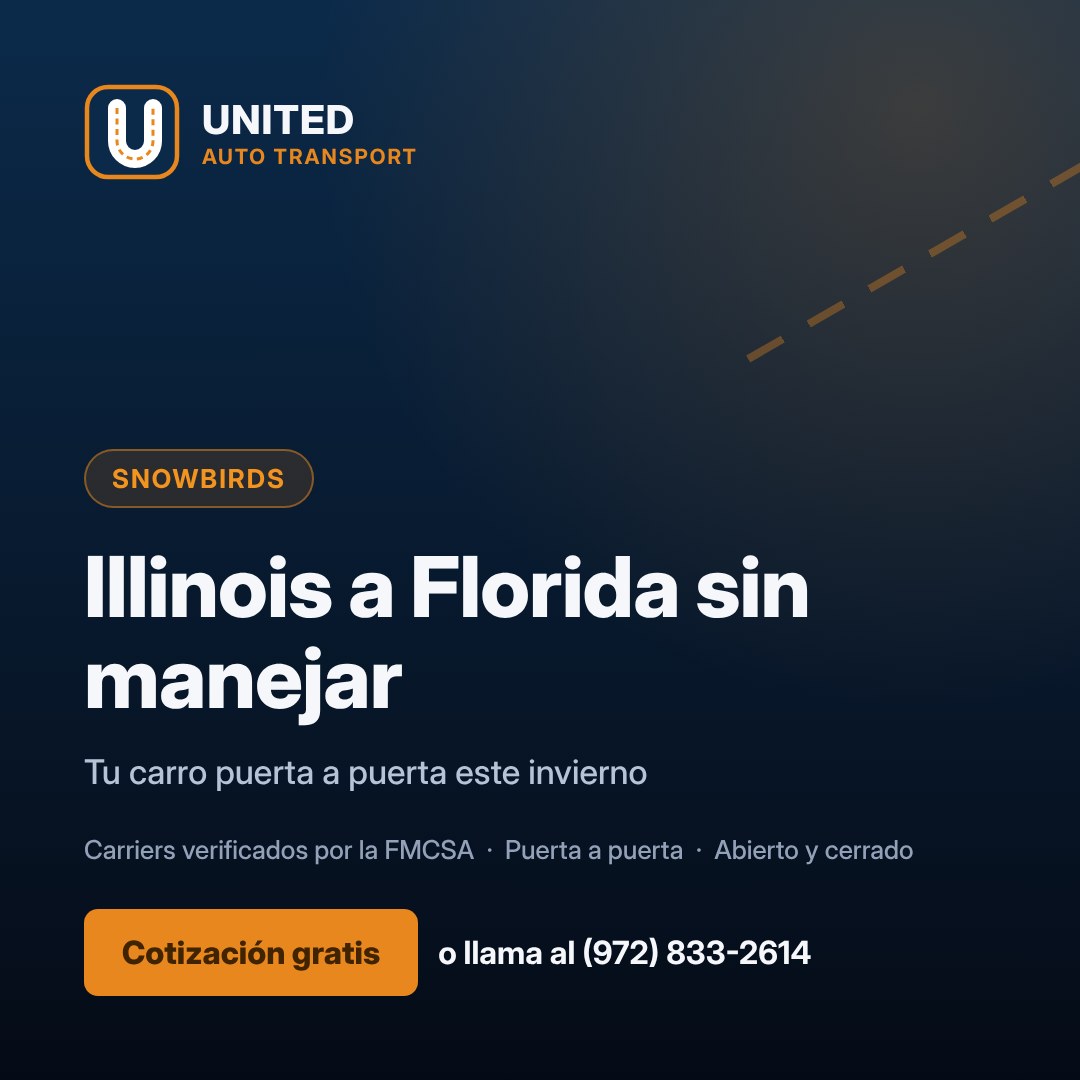 U
UNITED
AUTO TRANSPORT
SNOWBIRDS
Illinois a Florida sin
manejar
Tu carro puerta a puerta este invierno
Carriers verificados por la FMCSA · Puerta a puerta · Abierto y cerrado
Cotización gratis o llama al (972) 833-2614